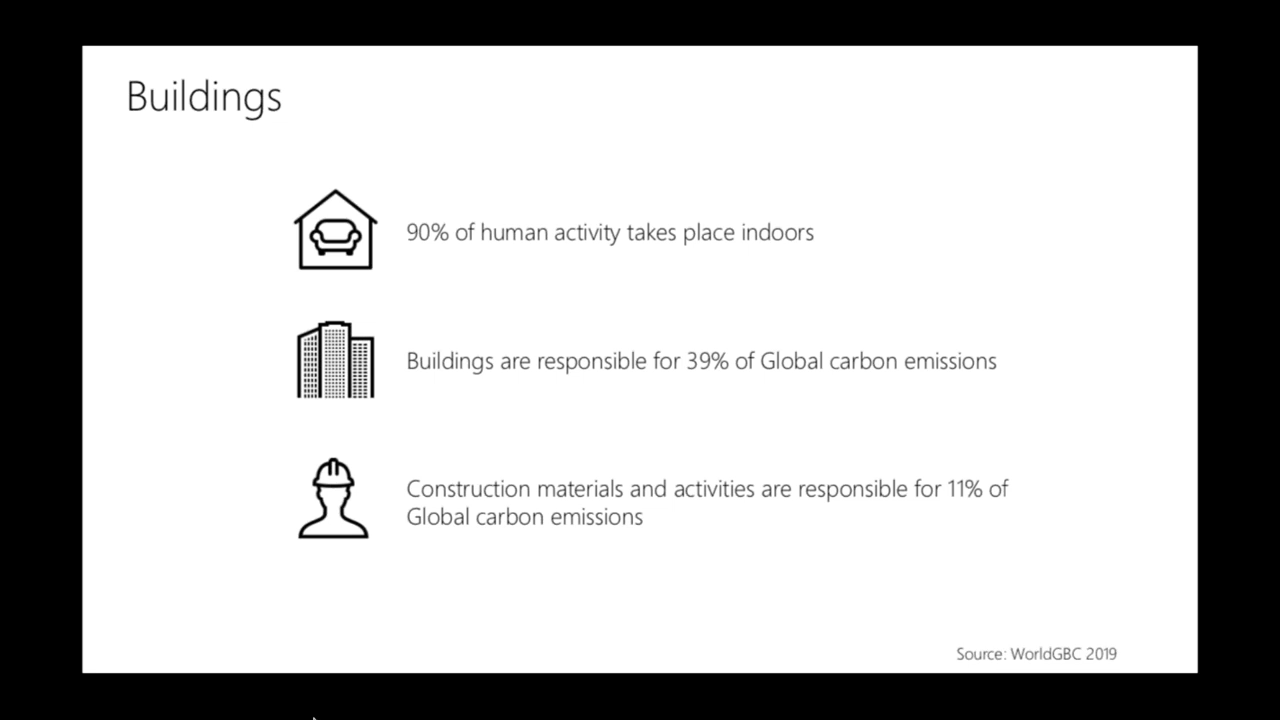 Buildings
90% of human activity takes place indoors
Buildings are responsible for 39% of Global carbon emissions
Construction materials and activities are responsible for 11% of
Global carbon emissions
Source: WorldGBC 2019